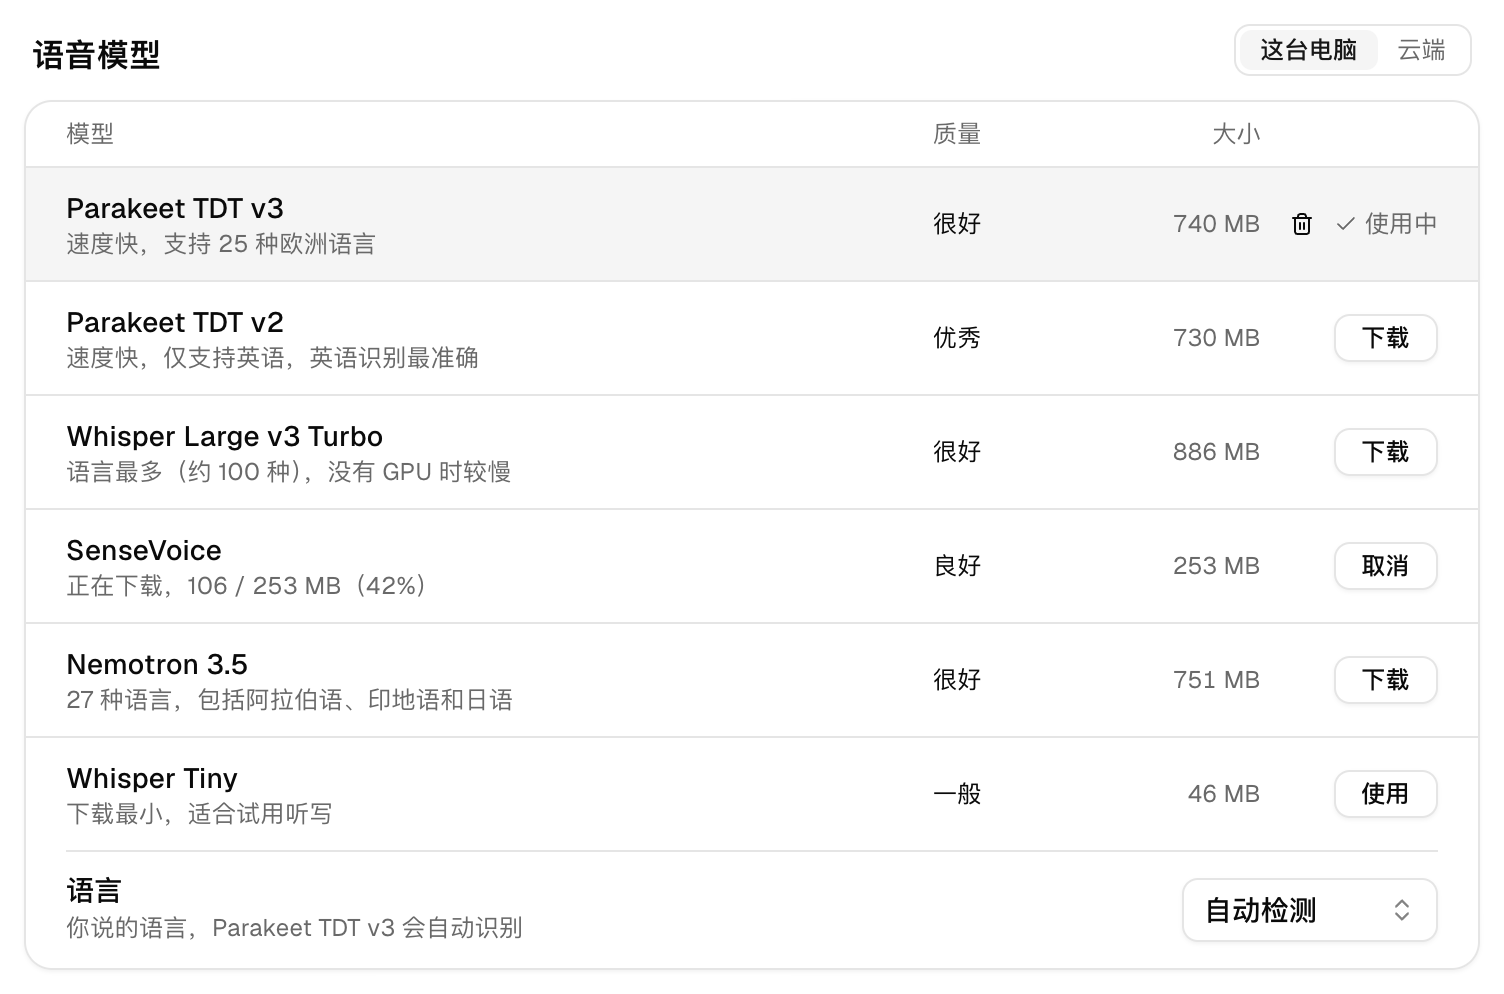 语音模型
这台电脑 云端
模型 质量 大小
Parakeet TDT v3
速度快，支持 25 种欧洲语言
很好 740 MB 使用中
Parakeet TDT v2
速度快，仅支持英语，英语识别最准确
优秀 730 MB 下载
Whisper Large v3 Turbo
语言最多（约 100 种），没有 GPU 时较慢
很好 886 MB 下载
SenseVoice
正在下载，106 / 253 MB（42%）
良好 253 MB 取消
Nemotron 3.5
27 种语言，包括阿拉伯语、印地语和日语
很好 751 MB 下载
Whisper Tiny
下载最小，适合试用听写
一般 46 MB 使用
语言
你说的语言，Parakeet TDT v3 会自动识别
自动检测